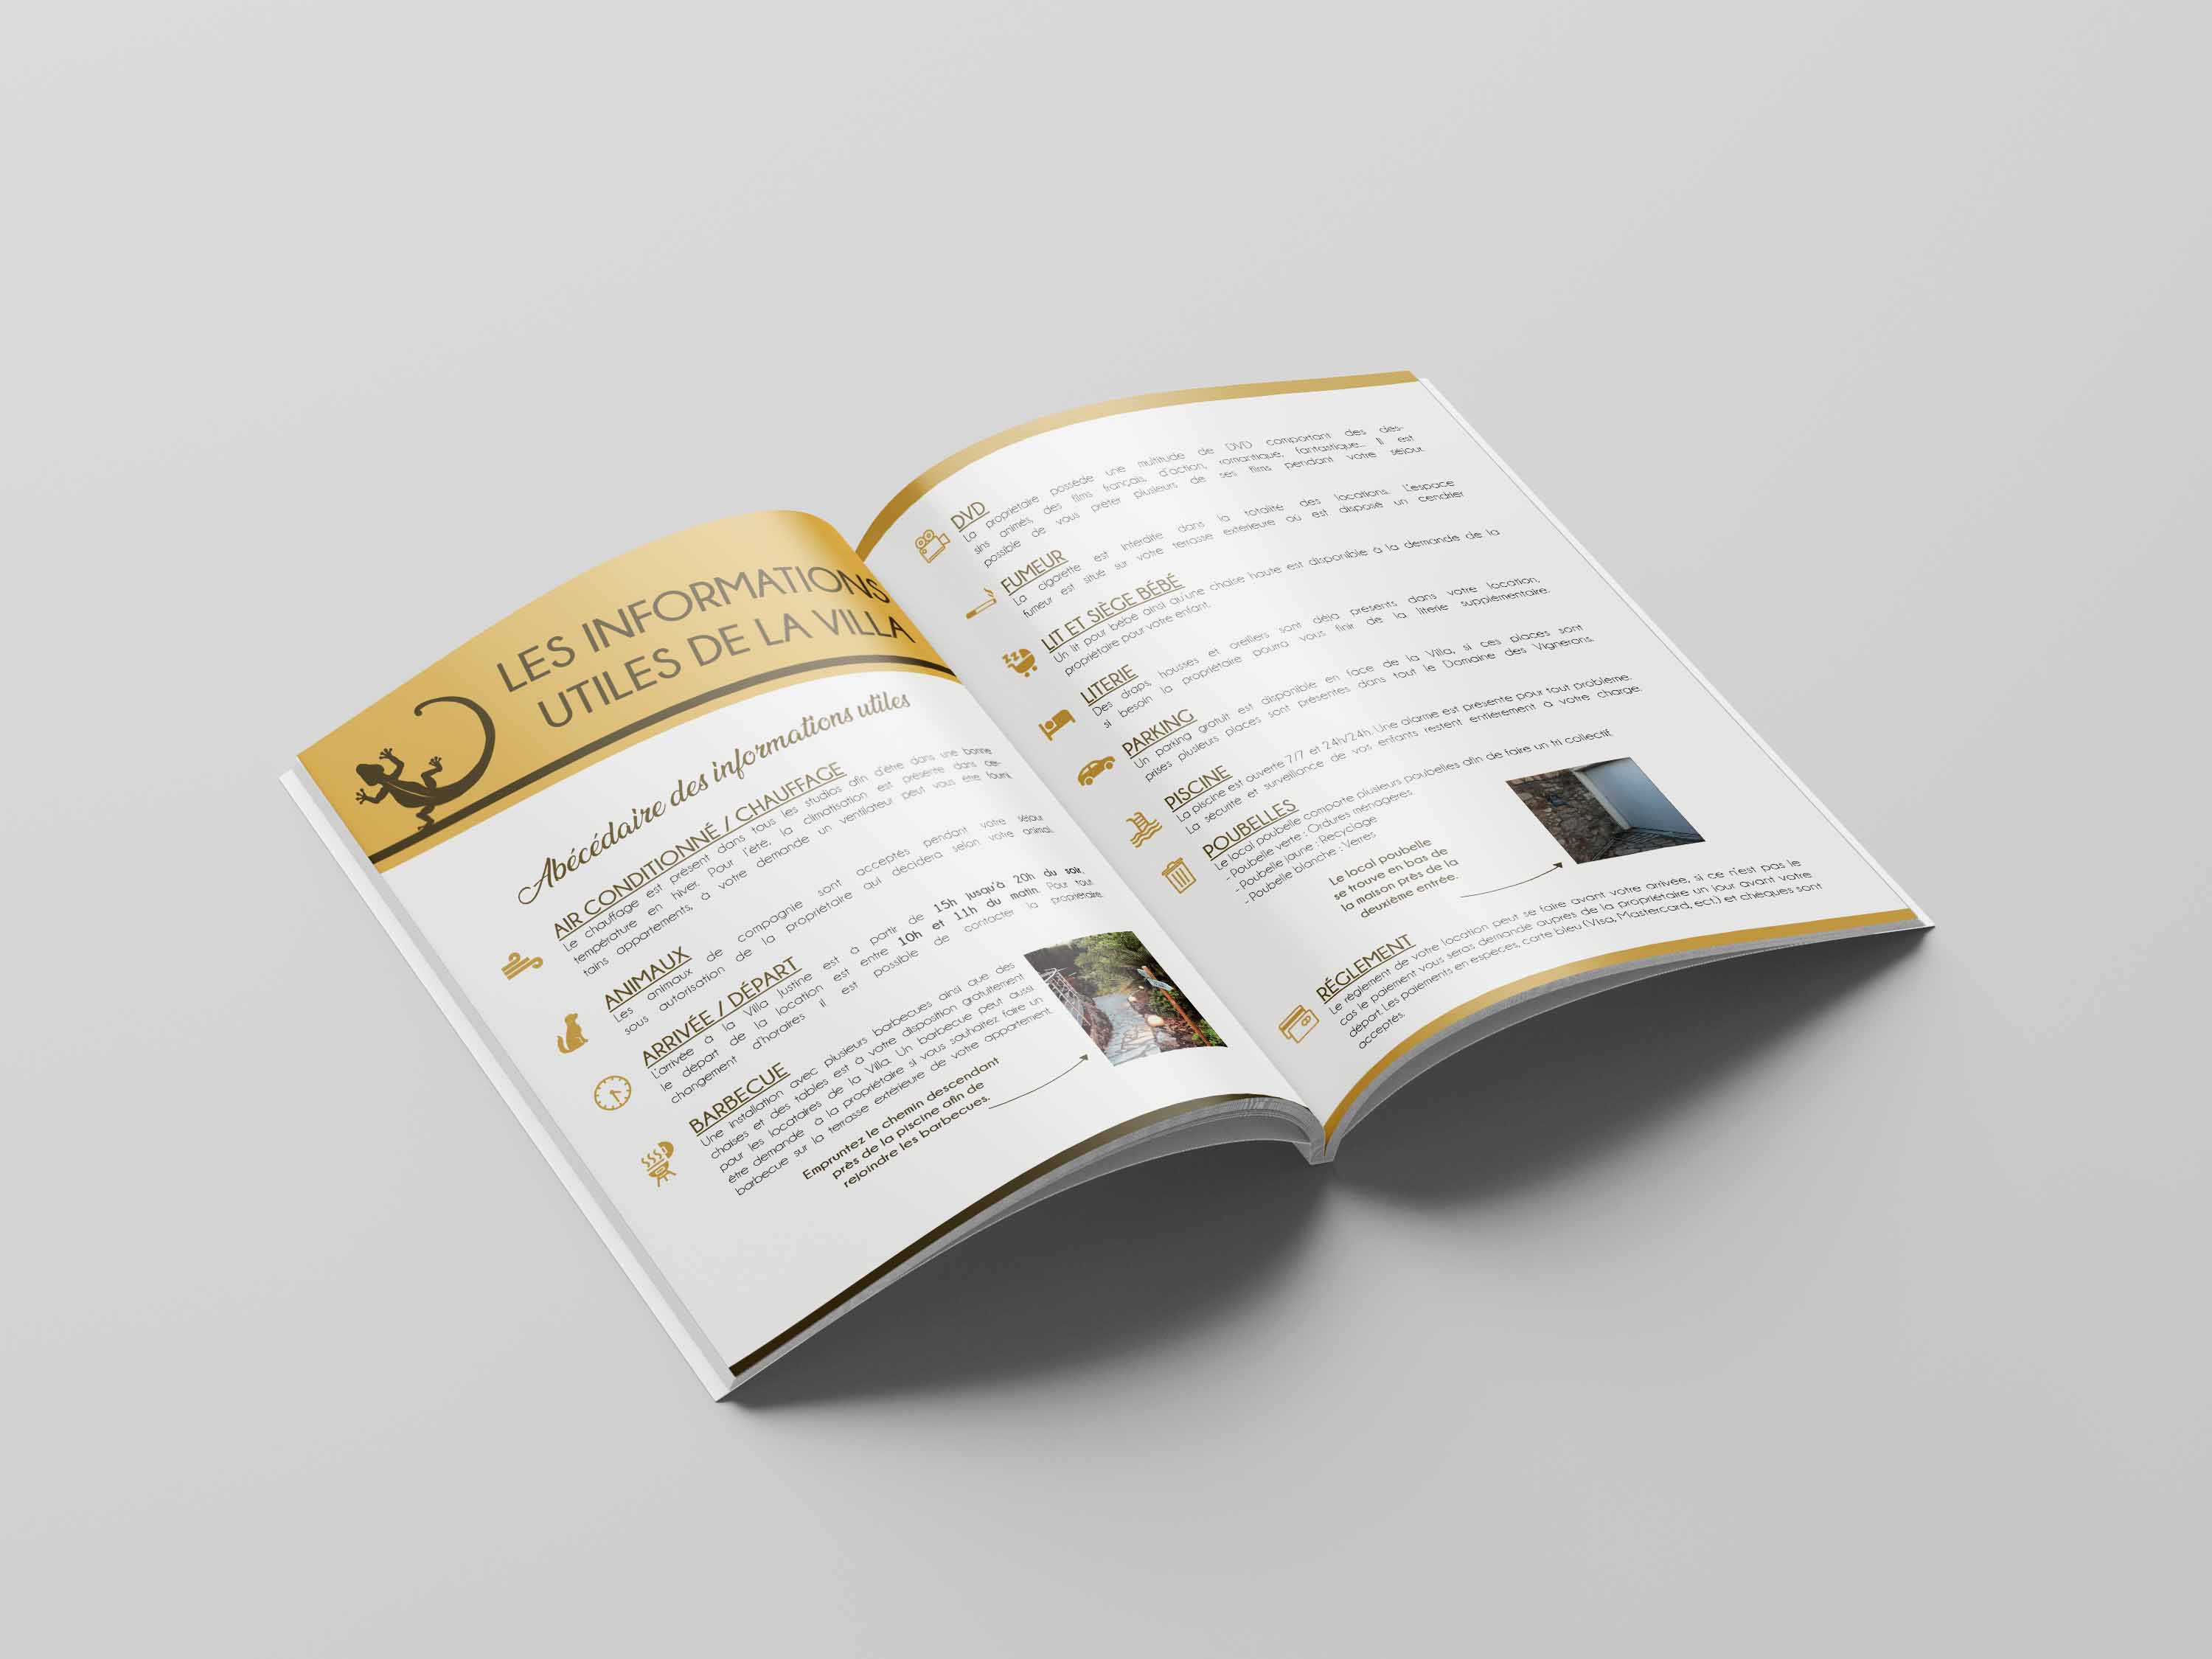 LES INFORMATIONS
UTILES DE LA VILLA
Abécédaire des informations utiles
AIR CONDITIONNÉ / CHAUFFAGE
Le chauffage est présent dans tous les studios afin d'être dans une bonne
température en hiver. Pour l'été, la climatisation est présente dans cer-
tains appartements, à votre demande un ventilateur peut vous être fourni.
ANIMAUX
Les animaux de compagnie sont acceptés pendant votre séjour
sous autorisation de la propriétaire qui décidera selon votre animal.
ARRIVÉE / DÉPART
L'arrivée à la Villa Justine est à partir de 15h jusqu'à 20h du soir,
le départ de la location est entre 10h et 11h du matin. Pour tout
changement d'horaires il est possible de contacter la propriétaire.
BARBECUE
Une installation avec plusieurs barbecues ainsi que des
chaises et des tables est à votre disposition gratuitement
pour les locataires de la Villa. Un barbecue peut aussi
être demandé à la propriétaire si vous souhaitez faire un
barbecue sur la terrasse extérieure de votre appartement.
Empruntez le chemin descendant
près de la piscine afin de
rejoindre les barbecues.
DVD
La propriétaire possède une multitude de DVD comportant des des-
sins animés, des films français, d'action, romantique, fantastique... Il est
possible de vous prêter plusieurs de ses films pendant votre séjour.
FUMEUR
La cigarette est interdite dans la totalité des locations. L'espace
fumeur est situé sur votre terrasse extérieure où est disposé un cendrier
LIT ET SIÈGE BÉBÉ
Un lit pour bébé ainsi qu'une chaise haute est disponible à la demande de la
propriétaire pour votre enfant.
LITERIE
Des draps, housses et oreillers sont déjà présents dans votre location,
si besoin la propriétaire pourra vous finir de la literie supplémentaire.
PARKING
Un parking gratuit est disponible en face de la Villa, si ces places sont
prises plusieurs places sont présentes dans tout le Domaine des Vignerons.
PISCINE
La piscine est ouverte 7/7 et 24h/24h. Une alarme est présente pour tout problème.
La sécurité et surveillance de vos enfants restent entièrement à votre charge.
POUBELLES
Le local poubelle comporte plusieurs poubelles afin de faire un tri collectif.
- Poubelle verte : Ordures ménagères
- Poubelle jaune : Recyclage
- Poubelle blanche : Verres
Le local poubelle
se trouve en bas de
la maison près de la
deuxième entrée.
RÉGLEMENT
Le règlement de votre location peut se faire avant votre arrivée, si ce n'est pas le
cas le paiement vous seras demandé auprès de la propriétaire un jour avant votre
départ. Les paiements en espèces, carte bleu (Visa, Mastercard, ect.) et chèques sont
acceptés.